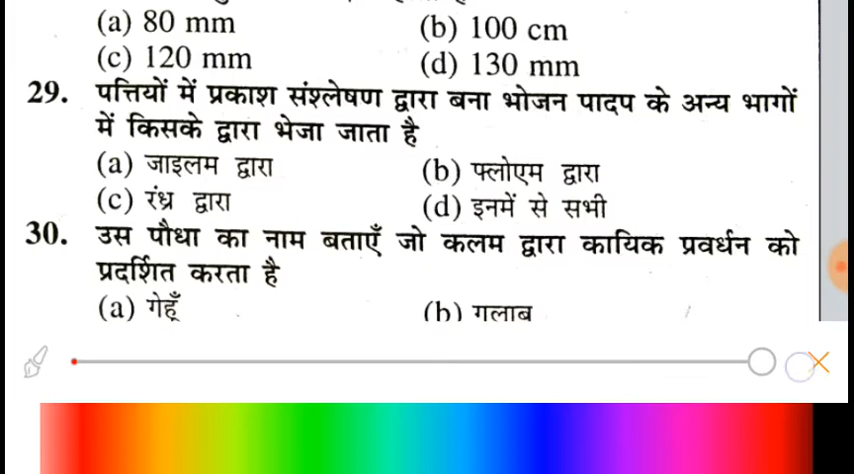 (a) 80 mm (b) 100 cm
(c) 120 mm (d) 130 mm
29. पत्तियों में प्रकाश संश्लेषण द्वारा बना भोजन पादप के अन्य भागों
में किसके द्वारा भेजा जाता है
(a) जाइलम द्वारा (b) फ्लोएम द्वारा
(c) रंध्र द्वारा (d) इनमें से सभी
30. उस पौधा का नाम बताएँ जो कलम द्वारा कायिक प्रवर्धन को
प्रदर्शित करता है
(a) गेहूँ (b) गलाब